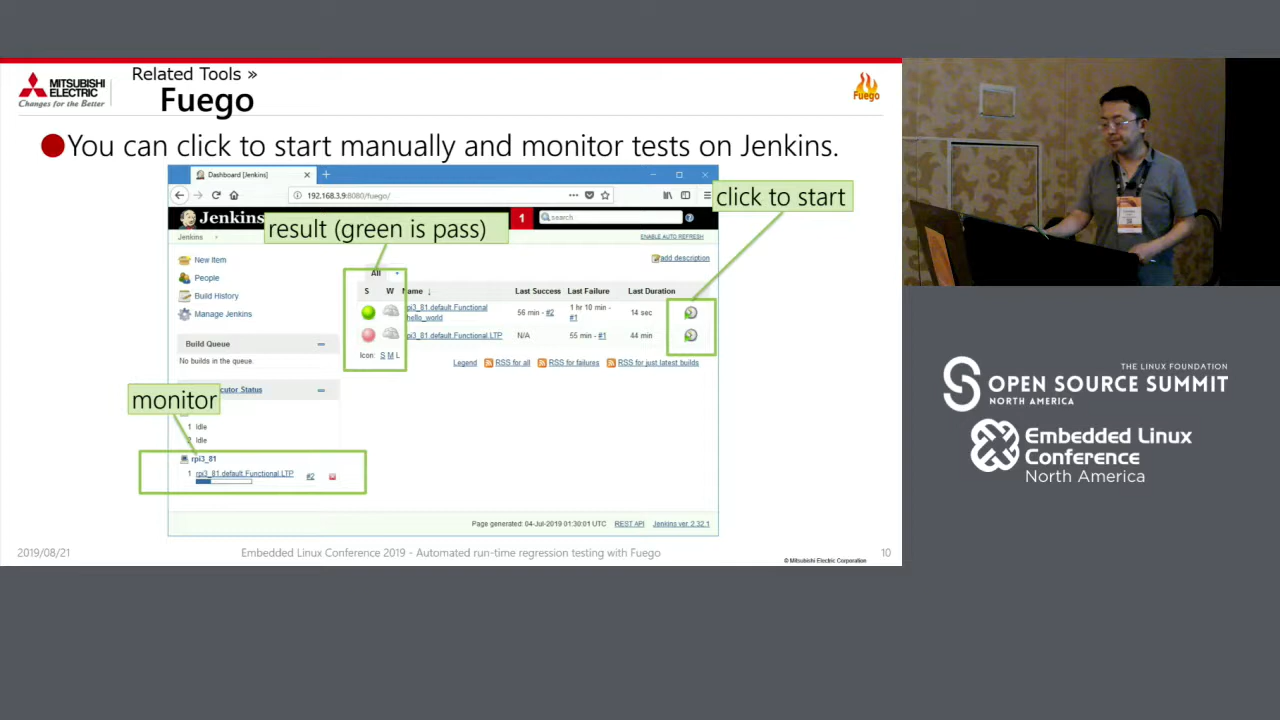 Related Tools »
Fuego
MITSUBISHI ELECTRIC
Changes for the Better
Fuego
You can click to start manually and monitor tests on Jenkins.
Dashboard [Jenkins]
192.168.3.9:8080/fuego/
click to start
Jenkins
1
search
result (green is pass)
Jenkins
ENABLE AUTO REFRESH
add description
New Item
People
Build History
Manage Jenkins
All
S W Name ↓ Last Success Last Failure Last Duration
rpi3_81.default.Functional.hello_world 56 min - #2 1 hr 10 min - #1 14 sec
rpi3_81.default.Functional.LTP N/A 55 min - #1 44 min
Icon: S M L
Legend RSS for all RSS for failures RSS for just latest builds
Build Queue
No builds in the queue.
monitor
cutor Status
1 Idle
2 Idle
rpi3_81
1 rpi3_81.default.Functional.LTP #2
Page generated: 04-Jul-2019 01:30:01 UTC REST API Jenkins ver. 2.32.1
2019/08/21
Embedded Linux Conference 2019 - Automated run-time regression testing with Fuego
10
© Mitsubishi Electric Corporation
THE LINUX FOUNDATION
OPEN SOURCE SUMMIT
NORTH AMERICA
Embedded Linux
Conference
North America